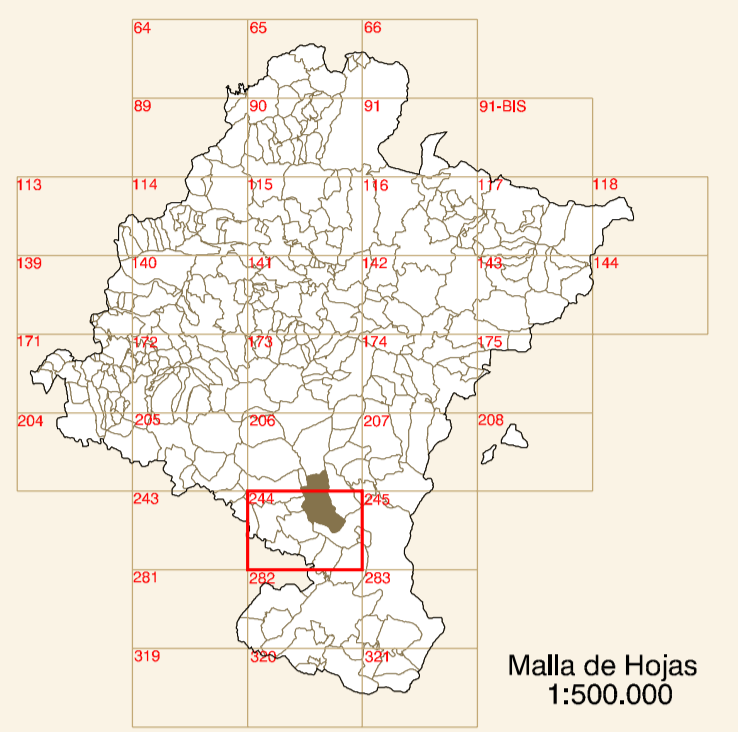 64 65 66
89 90 91 91-BIS
113 114 115 116 117 118
139 140 141 142 143 144
171 172 173 174 175
204 205 206 207 208
243 244 245
281 282 283
319 320 321
Malla de Hojas
1:500.000